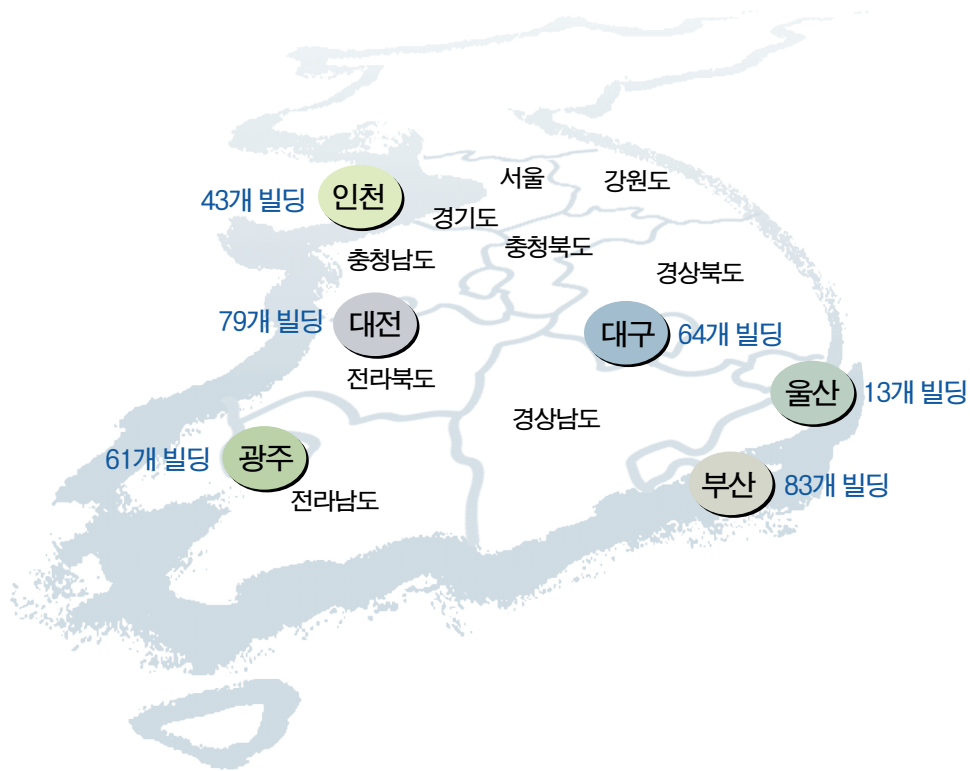 서울
강원도
43개 빌딩
인천
경기도
충청북도
충청남도
경상북도
79개 빌딩
대전
대구
64개 빌딩
전라북도
울산
13개 빌딩
경상남도
61개 빌딩
광주
전라남도
부산
83개 빌딩